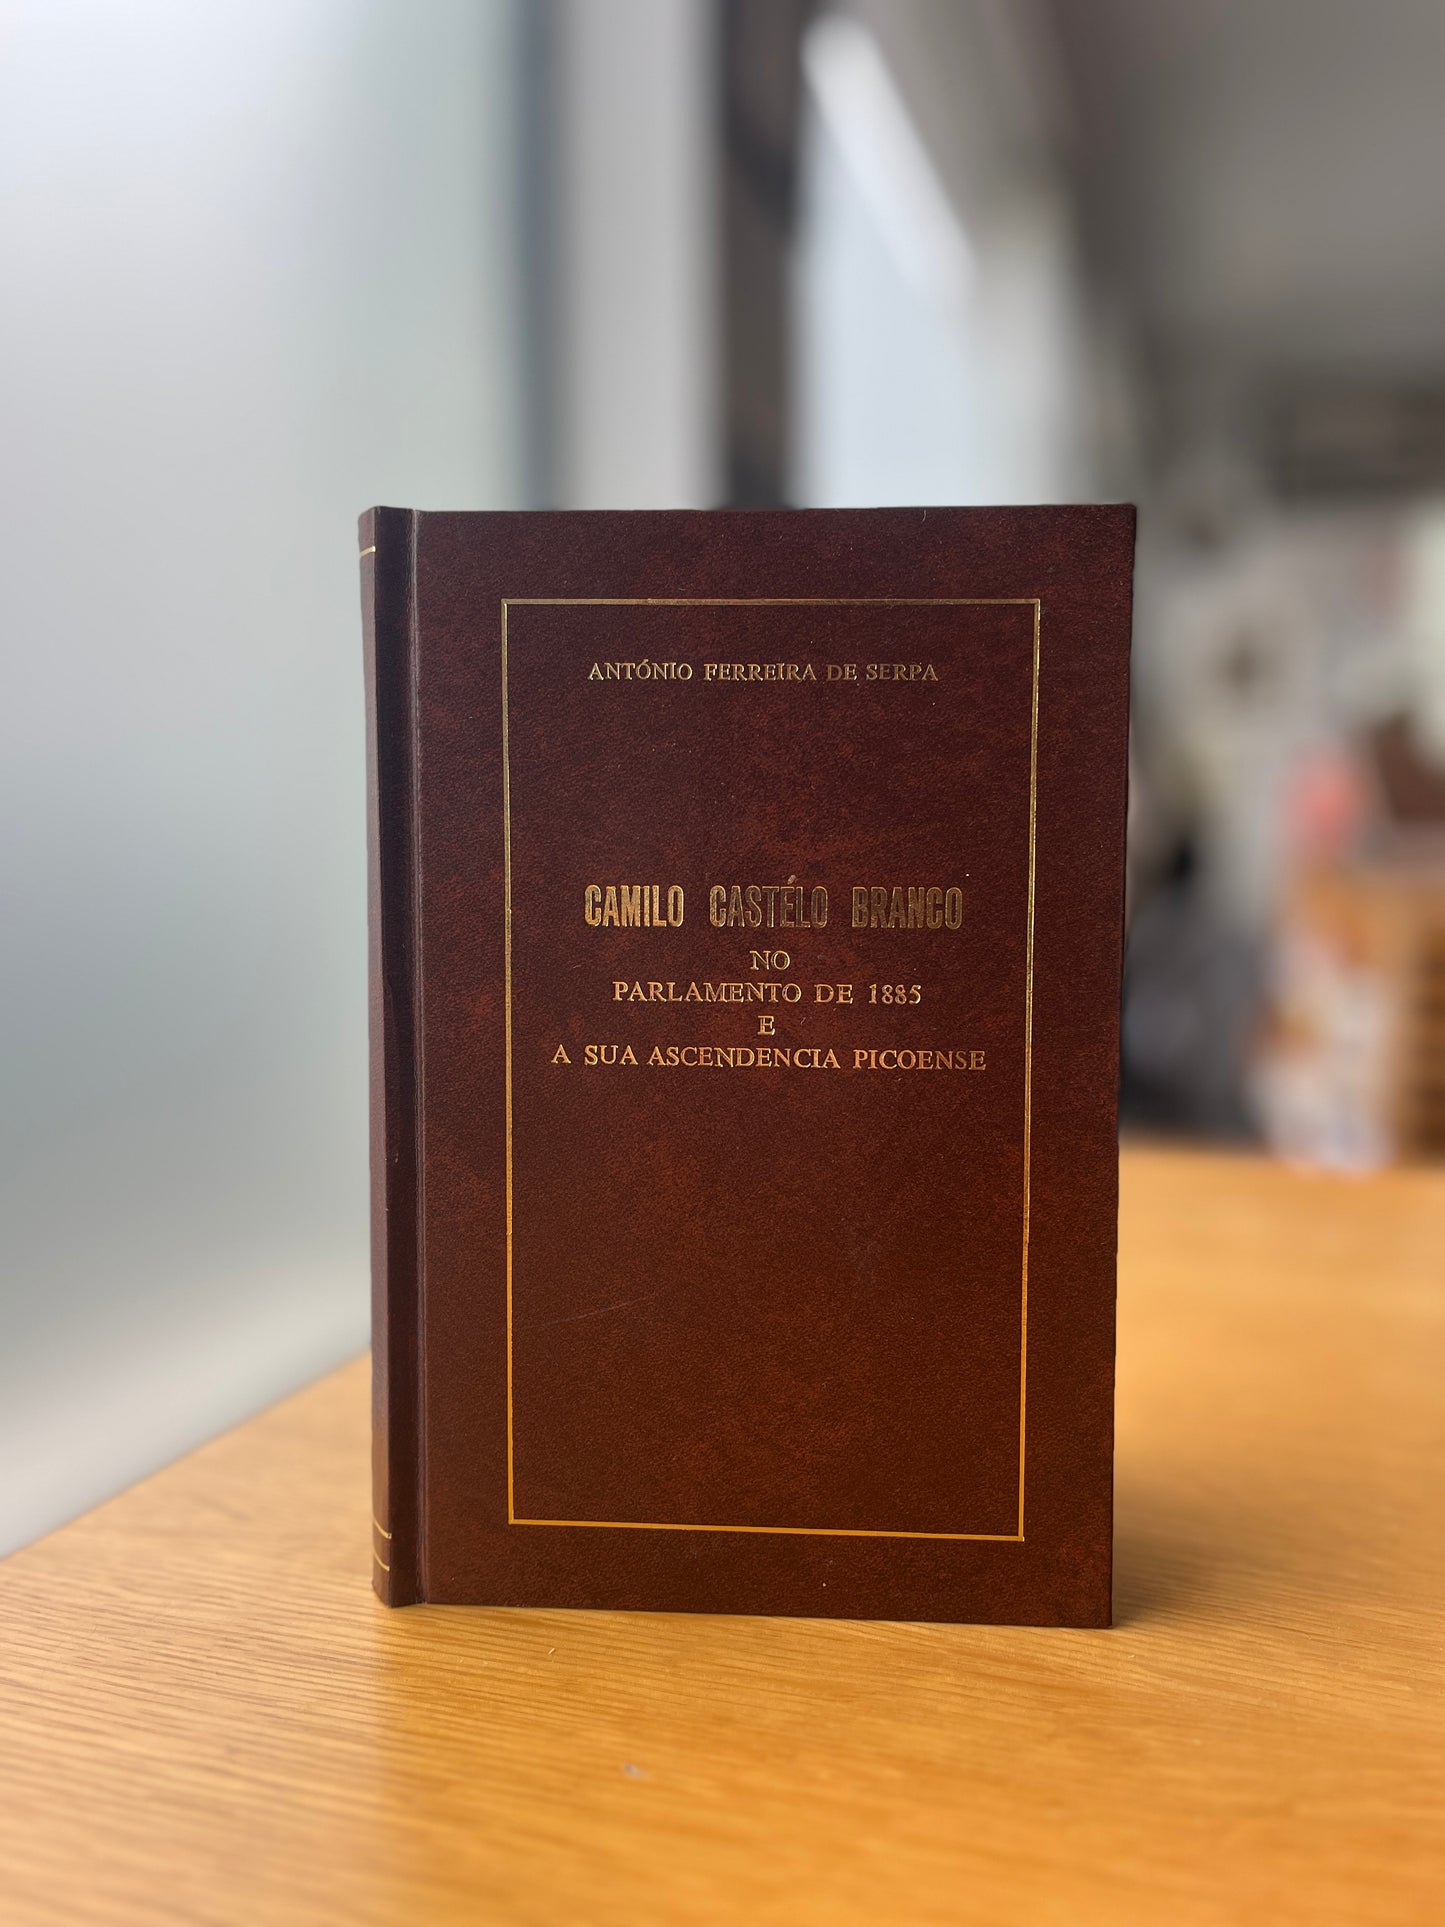 ANTÓNIO FERREIRA DE SERPA
CAMILO CASTÉLO BRANCO
NO
PARLAMENTO DE 1885
E
A SUA ASCENDENCIA PICOENSE